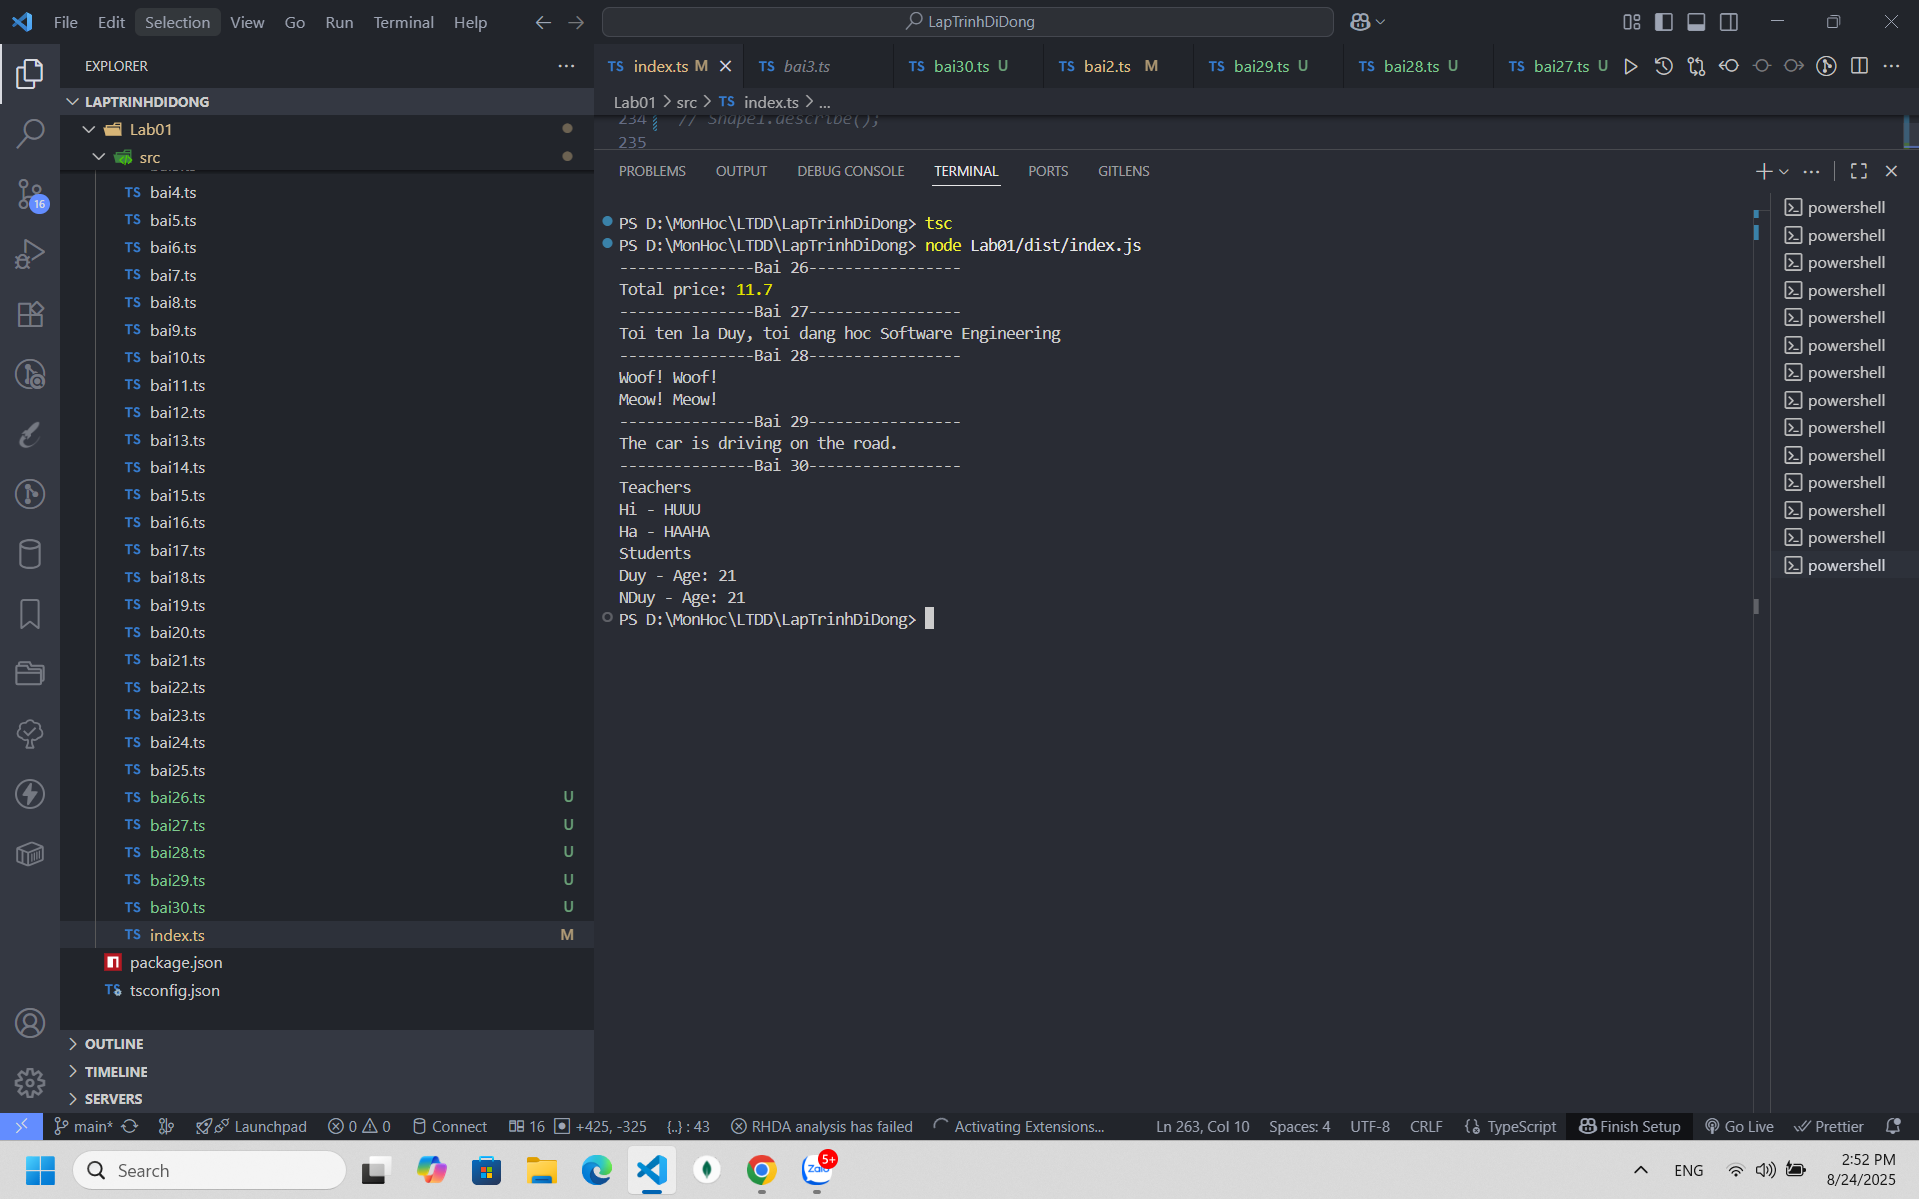 File Edit Selection View Go Run Terminal Help
LapTrinhDiDong
EXPLORER
LAPTRINHDIDONG
Lab01
src
TS bai4.ts
TS bai5.ts
TS bai6.ts
TS bai7.ts
TS bai8.ts
TS bai9.ts
TS bai10.ts
TS bai11.ts
TS bai12.ts
TS bai13.ts
TS bai14.ts
TS bai15.ts
TS bai16.ts
TS bai17.ts
TS bai18.ts
TS bai19.ts
TS bai20.ts
TS bai21.ts
TS bai22.ts
TS bai23.ts
TS bai24.ts
TS bai25.ts
TS bai26.ts U
TS bai27.ts U
TS bai28.ts U
TS bai29.ts U
TS bai30.ts U
TS index.ts M
package.json
TS tsconfig.json
OUTLINE
TIMELINE
SERVERS
16
TS index.ts M TS bai3.ts TS bai30.ts U TS bai2.ts M TS bai29.ts U TS bai28.ts U TS bai27.ts U
Lab01 > src > TS index.ts > ...
234 // Shape1.describe();
235
PROBLEMS OUTPUT DEBUG CONSOLE TERMINAL PORTS GITLENS
PS D:\MonHoc\LTDD\LapTrinhDiDong> tsc
PS D:\MonHoc\LTDD\LapTrinhDiDong> node Lab01/dist/index.js
---------------Bai 26-----------------
Total price: 11.7
---------------Bai 27-----------------
Toi ten la Duy, toi dang hoc Software Engineering
---------------Bai 28-----------------
Woof! Woof!
Meow! Meow!
---------------Bai 29-----------------
The car is driving on the road.
---------------Bai 30-----------------
Teachers
Hi - HUUU
Ha - HAAHA
Students
Duy - Age: 21
NDuy - Age: 21
PS D:\MonHoc\LTDD\LapTrinhDiDong>
powershell
powershell
powershell
powershell
powershell
powershell
powershell
powershell
powershell
powershell
powershell
powershell
powershell
powershell
main* Launchpad 0 0 Connect 16 +425, -325 {..} : 43 RHDA analysis has failed Activating Extensions... Ln 263, Col 10 Spaces: 4 UTF-8 CRLF TypeScript Finish Setup Go Live Prettier
Search
Zalo 5+
ENG
2:52 PM
8/24/2025